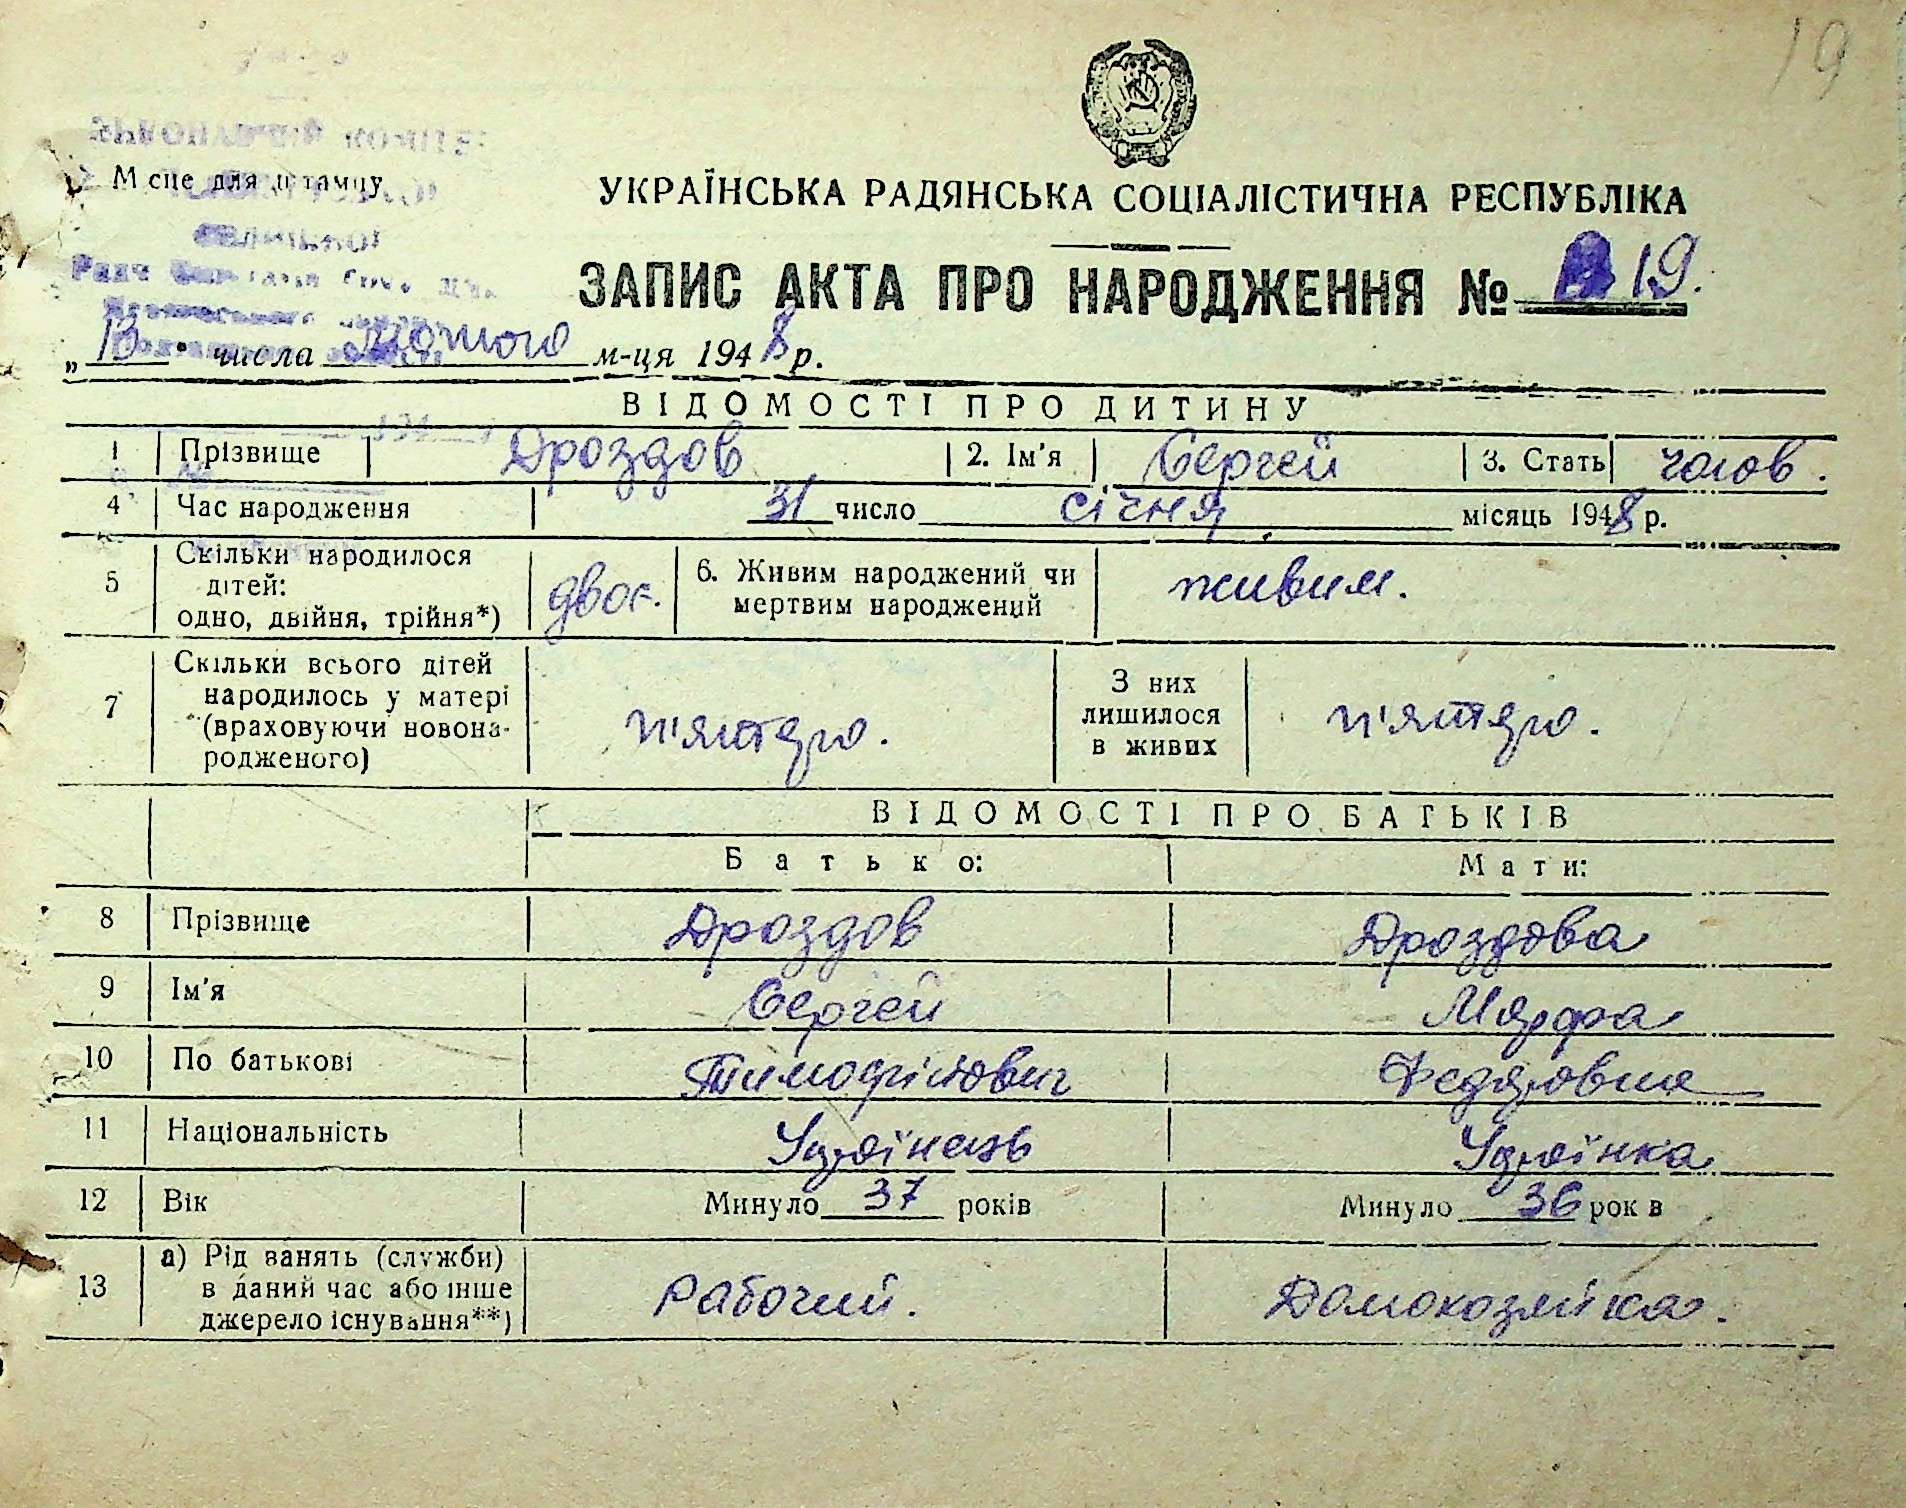 19
Місце для штампу
УКРАЇНСЬКА РАДЯНСЬКА СОЦІАЛІСТИЧНА РЕСПУБЛІКА
ЗАПИС АКТА ПРО НАРОДЖЕННЯ № 19.
„13" числа лютого м-ця 1948 р.
ВІДОМОСТІ ПРО ДИТИНУ
1 Прізвище Дроздов 2. Ім'я Сергей 3. Стать чолов.
4 Час народження 31 число січня місяць 1948 р.
5 Скільки народилося дітей: одно, двійня, трійня*) двоє. 6. Живим народжений чи мертвим народжений живим.
7 Скільки всього дітей народилось у матері (враховуючи новонародженого) п'ятеро. З них лишилося в живих п'ятеро.
ВІДОМОСТІ ПРО БАТЬКІВ
Батько: Мати:
8 Прізвище Дроздов Дроздова
9 Ім'я Сергей Марфа
10 По батькові Тимофійович Федоровна
11 Національність Українець Українка
12 Вік Минуло 37 років Минуло 36 рок в
13 а) Рід занять (служби) в даний час або інше джерело існування**) Рабочий. Домохозяйка.